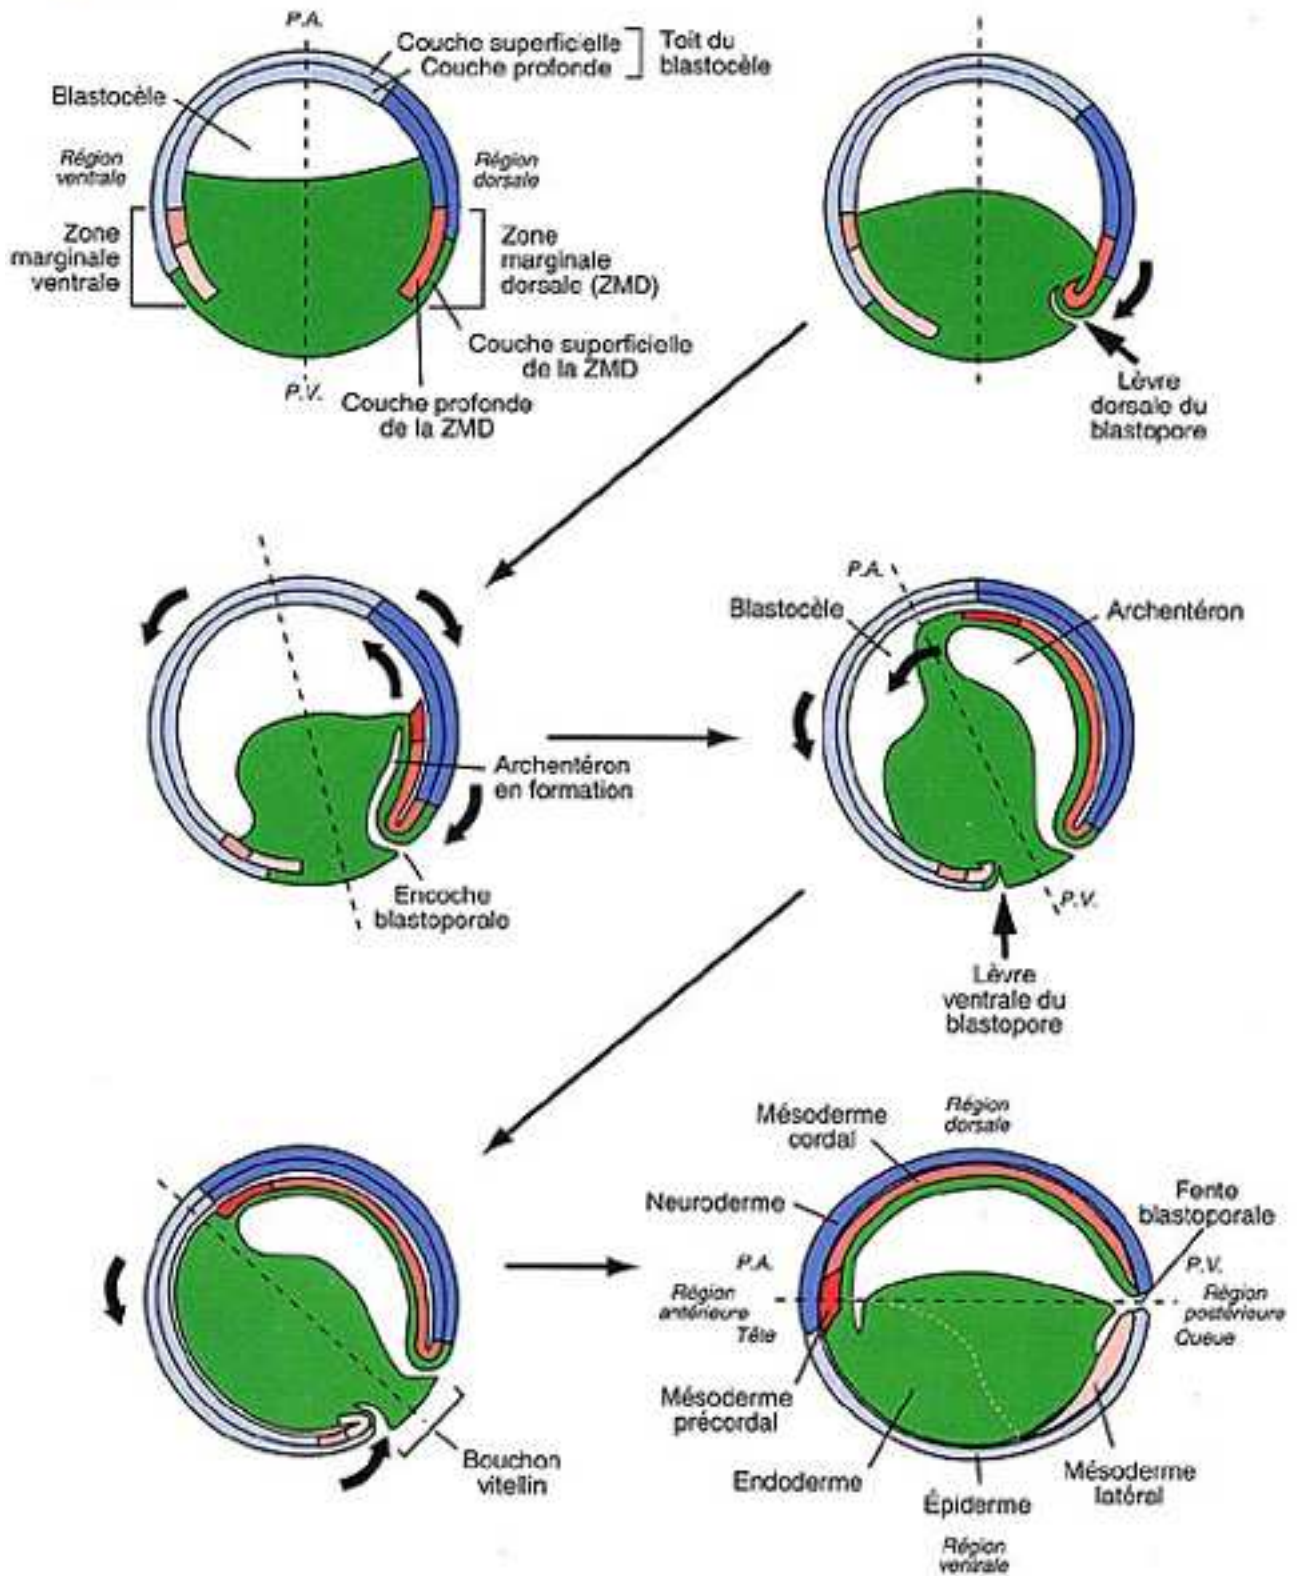 P.A.
Couche superficielle
Couche profonde
Toit du
blastocèle
Blastocèle
Région
ventrale
Région
dorsale
Zone
marginale
ventrale
Zone
marginale
dorsale (ZMD)
Couche superficielle
de la ZMD
P.V.
Couche profonde
de la ZMD
Lèvre
dorsale du
blastopore
Archentéron
en formation
Encoche
blastoporale
P.A.
Blastocèle
Archentéron
P.V.
Lèvre
ventrale du
blastopore
Bouchon
vitellin
Mésoderme
cordal
Région
dorsale
Neuroderme
Fente
blastoporale
P.A.
P.V.
Région
antérieure
Tête
Région
postérieure
Queue
Mésoderme
précordal
Endoderme
Épiderme
Mésoderme
latéral
Région
ventrale